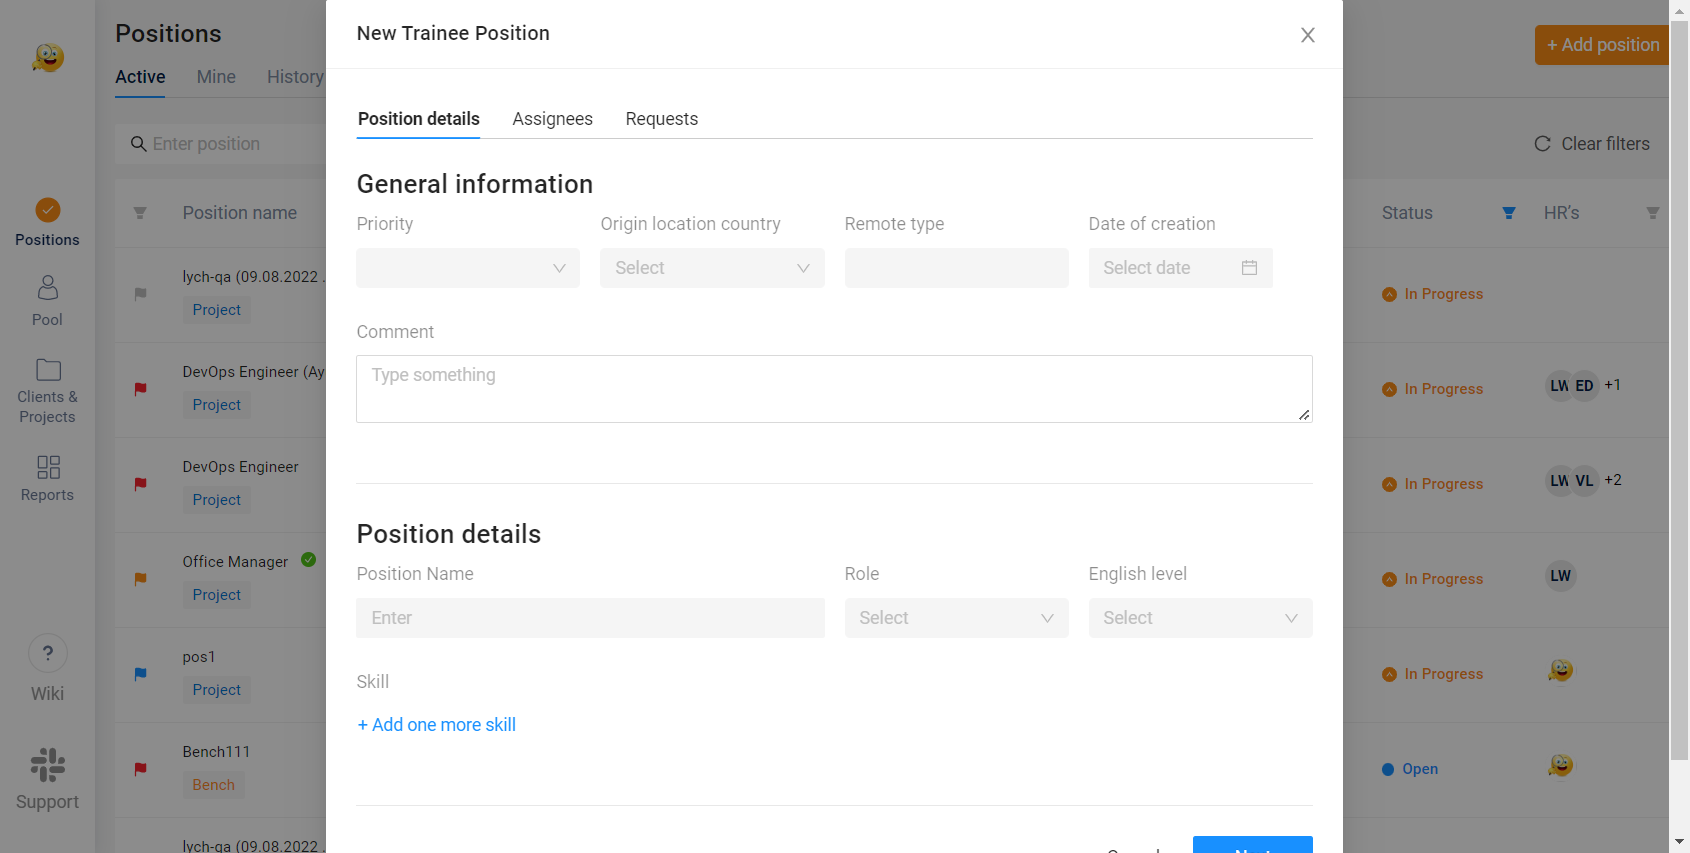 Positions
Active Mine History
Enter position
Position name
lych-qa (09.08.2022 .
Project
DevOps Engineer (Ay
Project
DevOps Engineer
Project
Office Manager
Project
pos1
Project
Bench111
Bench
lych-qa (09.08.2022
Positions
Pool
Clients &
Projects
Reports
?
Wiki
Support
New Trainee Position
Position details Assignees Requests
General information
Priority Origin location country Remote type Date of creation
Select Select date
Comment
Type something
Position details
Position Name Role English level
Enter Select Select
Skill
+ Add one more skill
Cancel Next
+ Add position
Clear filters
Status HR's
In Progress
In Progress LW ED +1
In Progress LW VL +2
In Progress LW
In Progress
Open